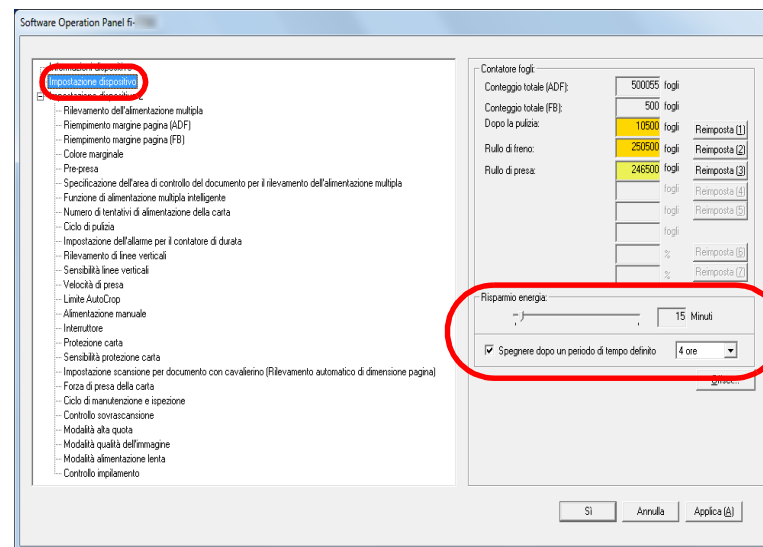 Software Operation Panel fi-
Informazioni dispositivo
Impostazione dispositivo
Impostazione dispositivo 2
Rilevamento dell'alimentazione multipla
Riempimento margine pagina (ADF)
Riempimento margine pagina (FB)
Colore marginale
Pre-presa
Specificazione dell'area di controllo del documento per il rilevamento dell'alimentazione multipla
Funzione di alimentazione multipla intelligente
Numero di tentativi di alimentazione della carta
Ciclo di pulizia
Impostazione dell'allarme per il contatore di durata
Rilevamento di linee verticali
Sensibilità linee verticali
Velocità di presa
Limite AutoCrop
Alimentazione manuale
Interruttore
Protezione carta
Sensibilità protezione carta
Impostazione scansione per documento con cavalierino (Rilevamento automatico di dimensione pagina)
Forza di presa della carta
Ciclo di manutenzione e ispezione
Controllo sovrascansione
Modalità alta quota
Modalità qualità dell'immagine
Modalità alimentazione lenta
Controllo impilamento
Contatore fogli:
Conteggio totale (ADF): 500055 fogli
Conteggio totale (FB): 500 fogli
Dopo la pulizia: 10500 fogli Reimposta (1)
Rullo di freno: 250500 fogli Reimposta (2)
Rullo di presa: 246500 fogli Reimposta (3)
fogli Reimposta (4)
fogli Reimposta (5)
fogli
% Reimposta (6)
% Reimposta (7)
Risparmio energia:
15 Minuti
Spegnere dopo un periodo di tempo definito 4 ore
Offset...
Sì Annulla Applica (A)